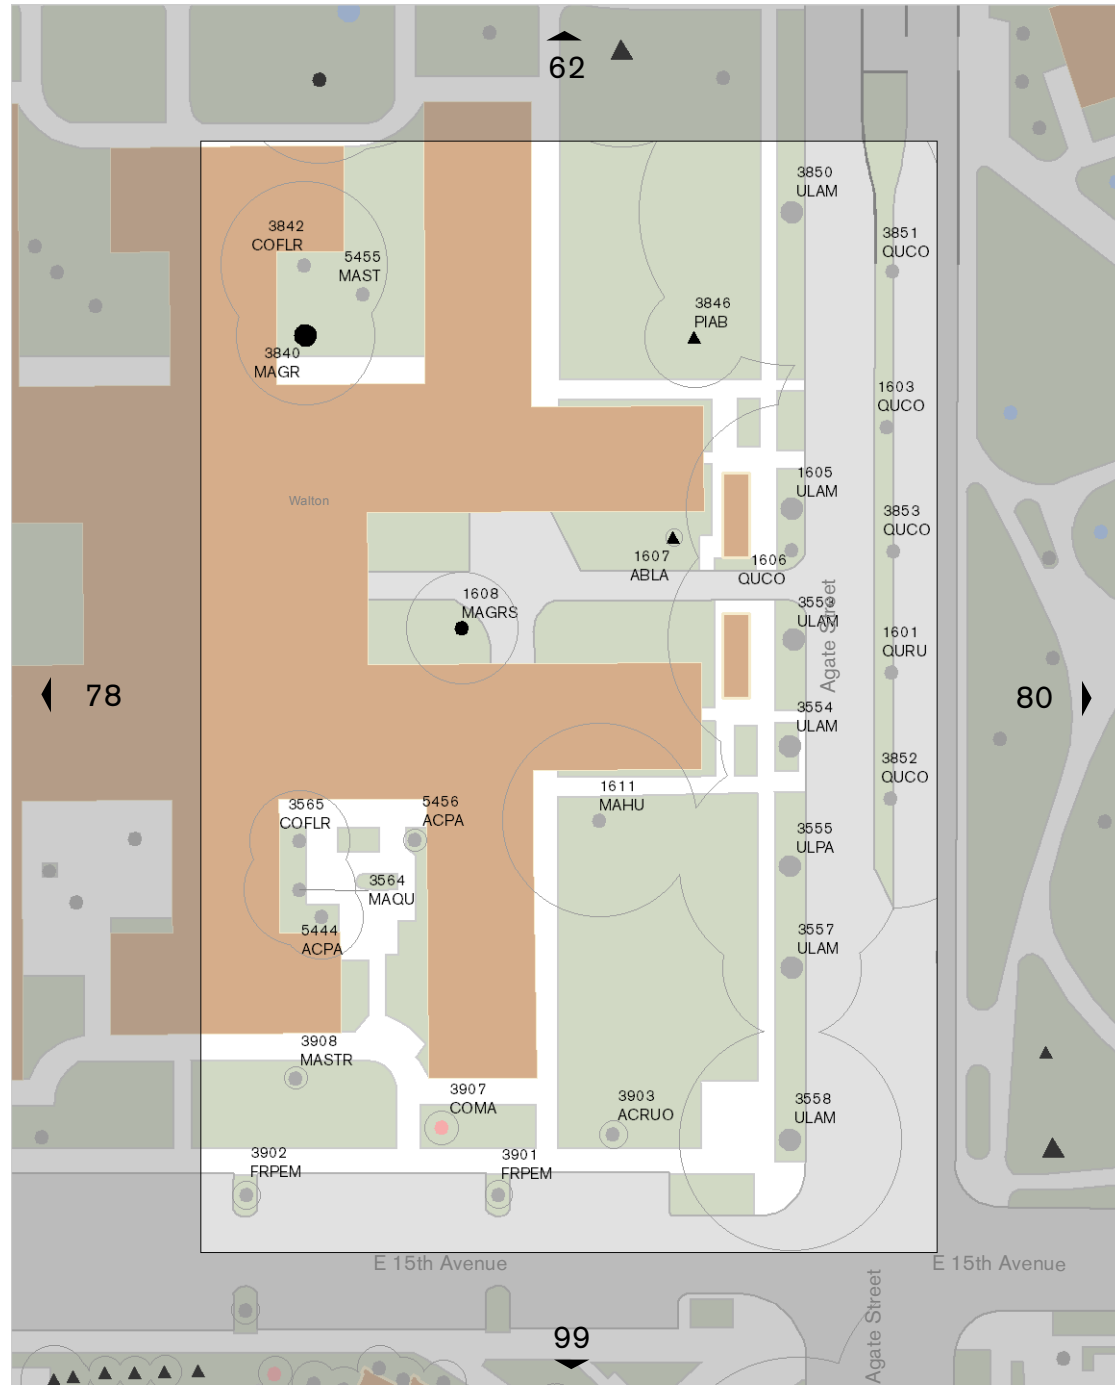 62
3850
ULAM
3842
COFLR
3851
QUCO
5455
MAST
3846
PIAB
3840
MAGR
1603
QUCO
1605
ULAM
Walton
3853
QUCO
1607
ABLA
1606
QUCO
1608
MAGRS
3553
ULAM
Agate Street
1601
QURU
78
80
3554
ULAM
3852
QUCO
1611
MAHU
3565
COFLR
5456
ACPA
3555
ULPA
3564
MAQU
5444
ACPA
3557
ULAM
3908
MASTR
3907
COMA
3903
ACRUO
3558
ULAM
3902
FRPEM
3901
FRPEM
E 15th Avenue
E 15th Avenue
Agate Street
99